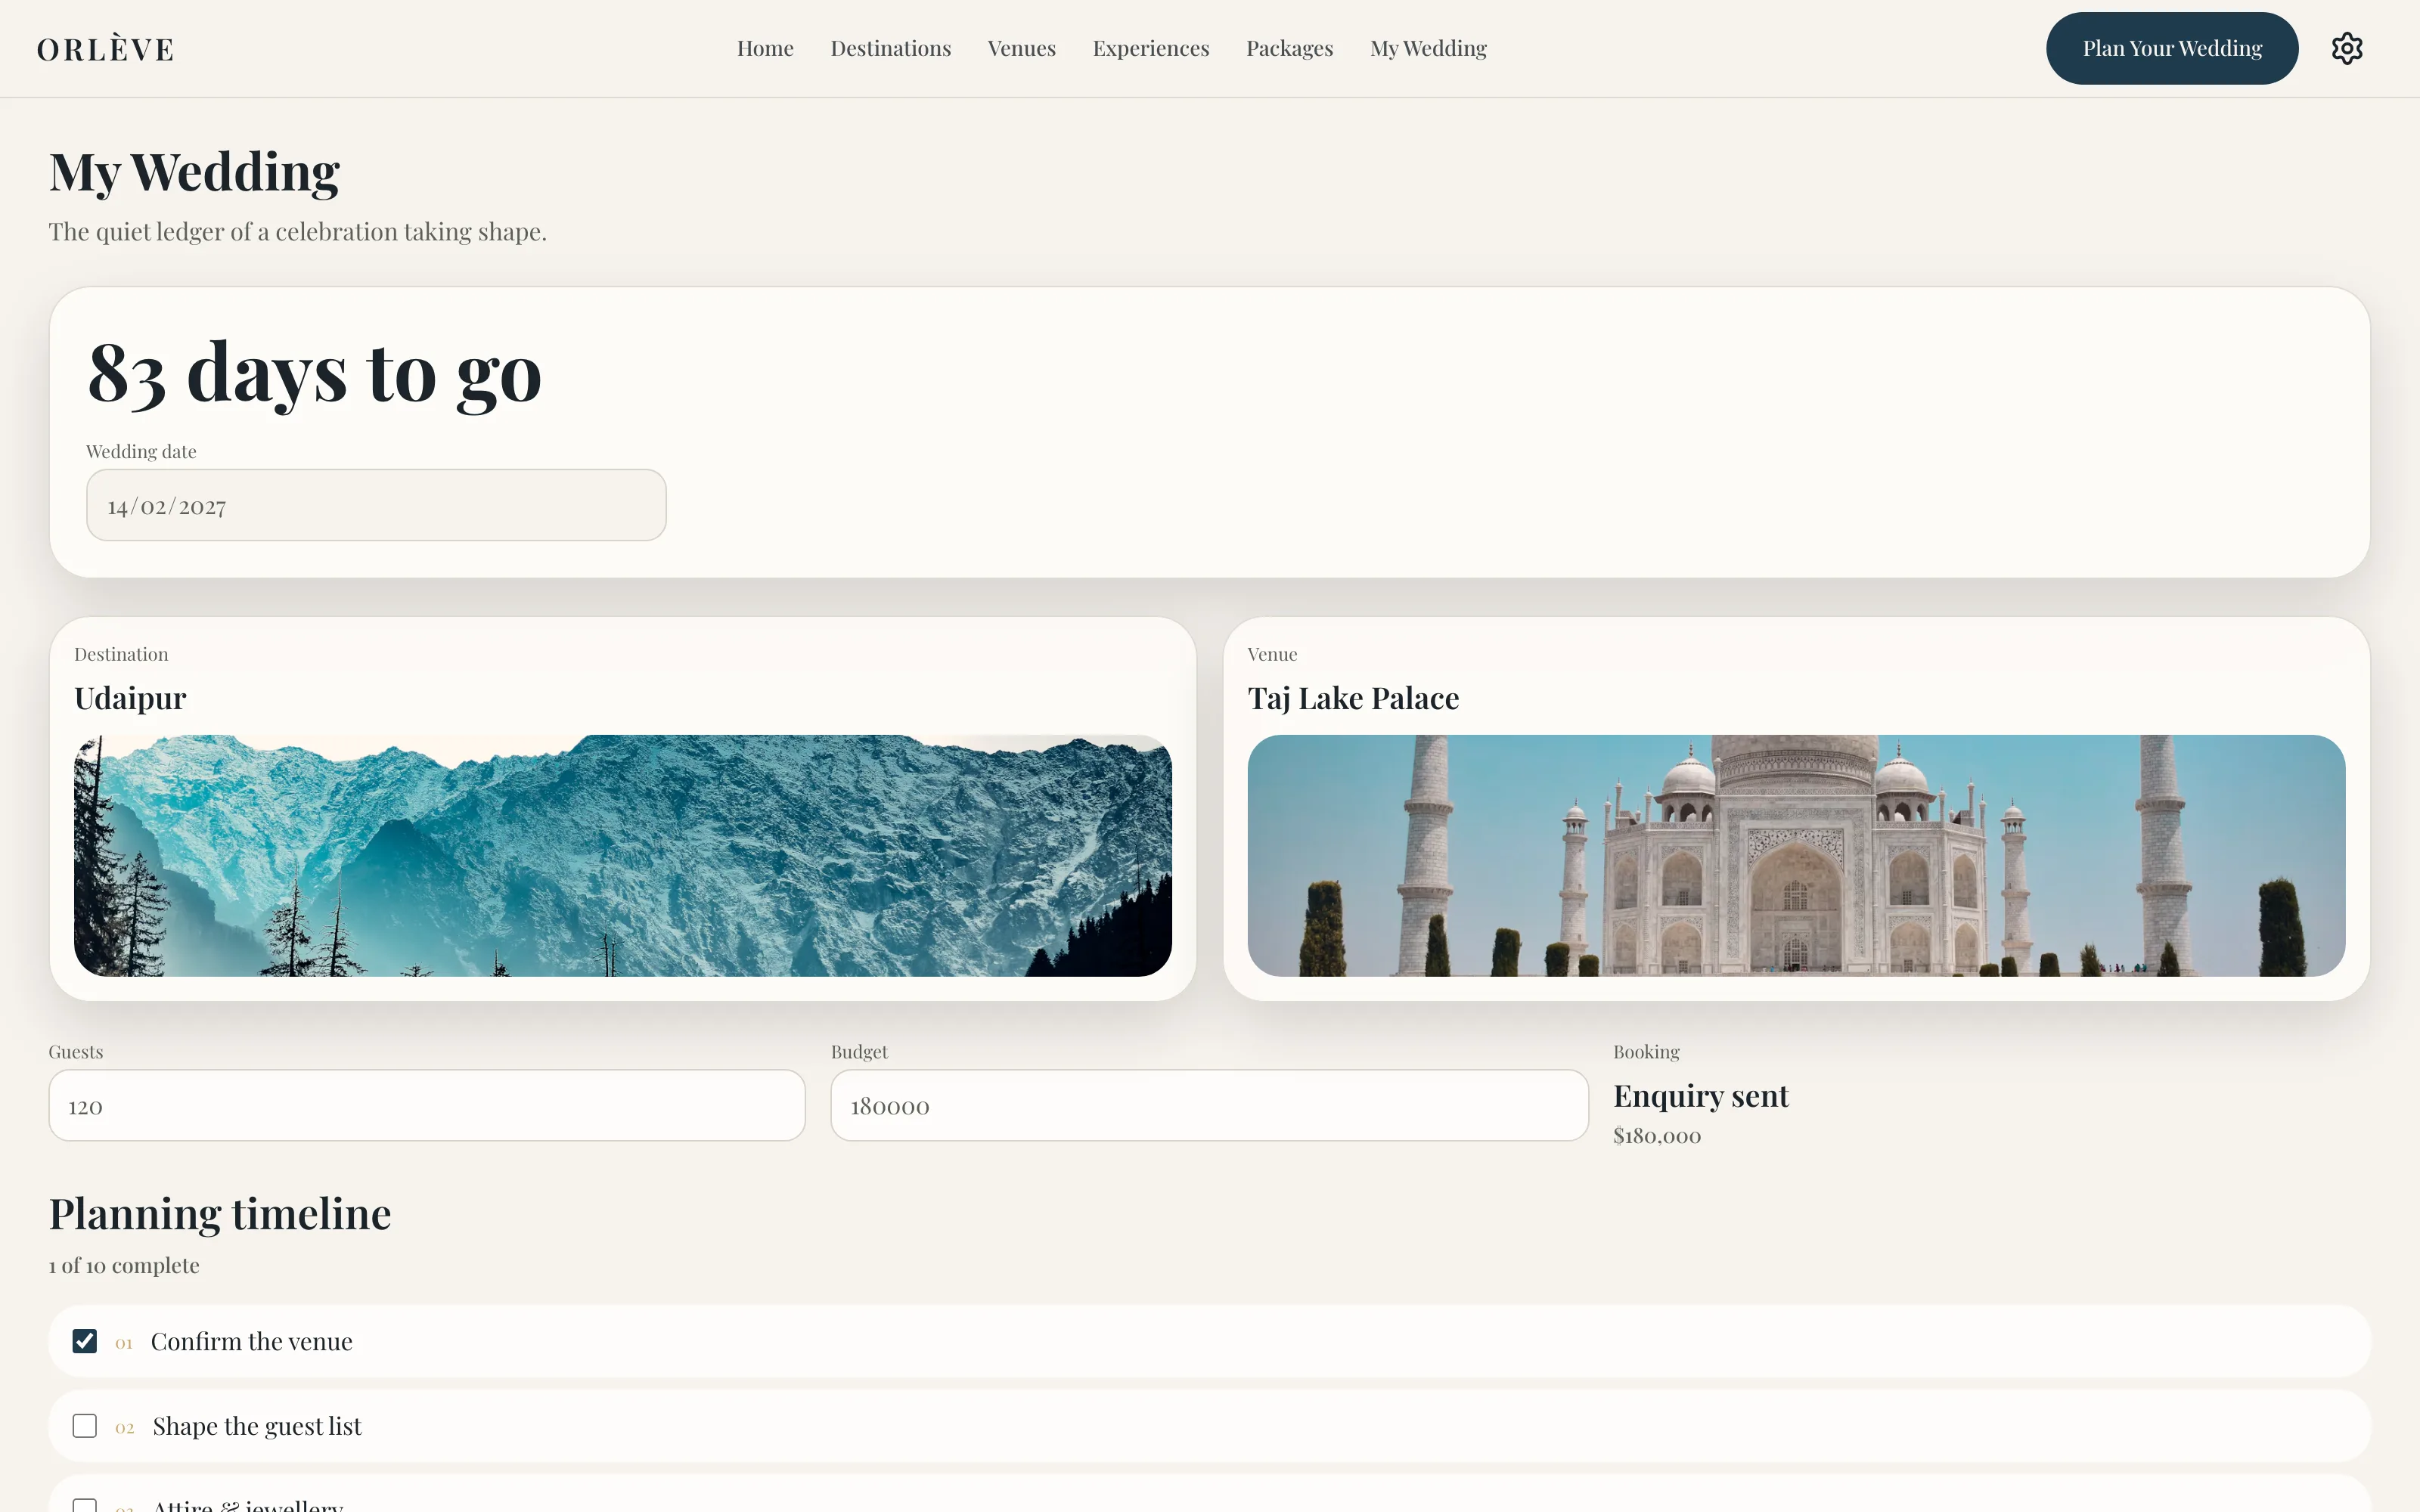 ORLÈVE
Home Destinations Venues Experiences Packages My Wedding
Plan Your Wedding
My Wedding
The quiet ledger of a celebration taking shape.
83 days to go
Wedding date
14/02/2027
Destination
Udaipur
Venue
Taj Lake Palace
Guests
120
Budget
180000
Booking
Enquiry sent
$180,000
Planning timeline
1 of 10 complete
01 Confirm the venue
02 Shape the guest list
03 Attire & jewellery